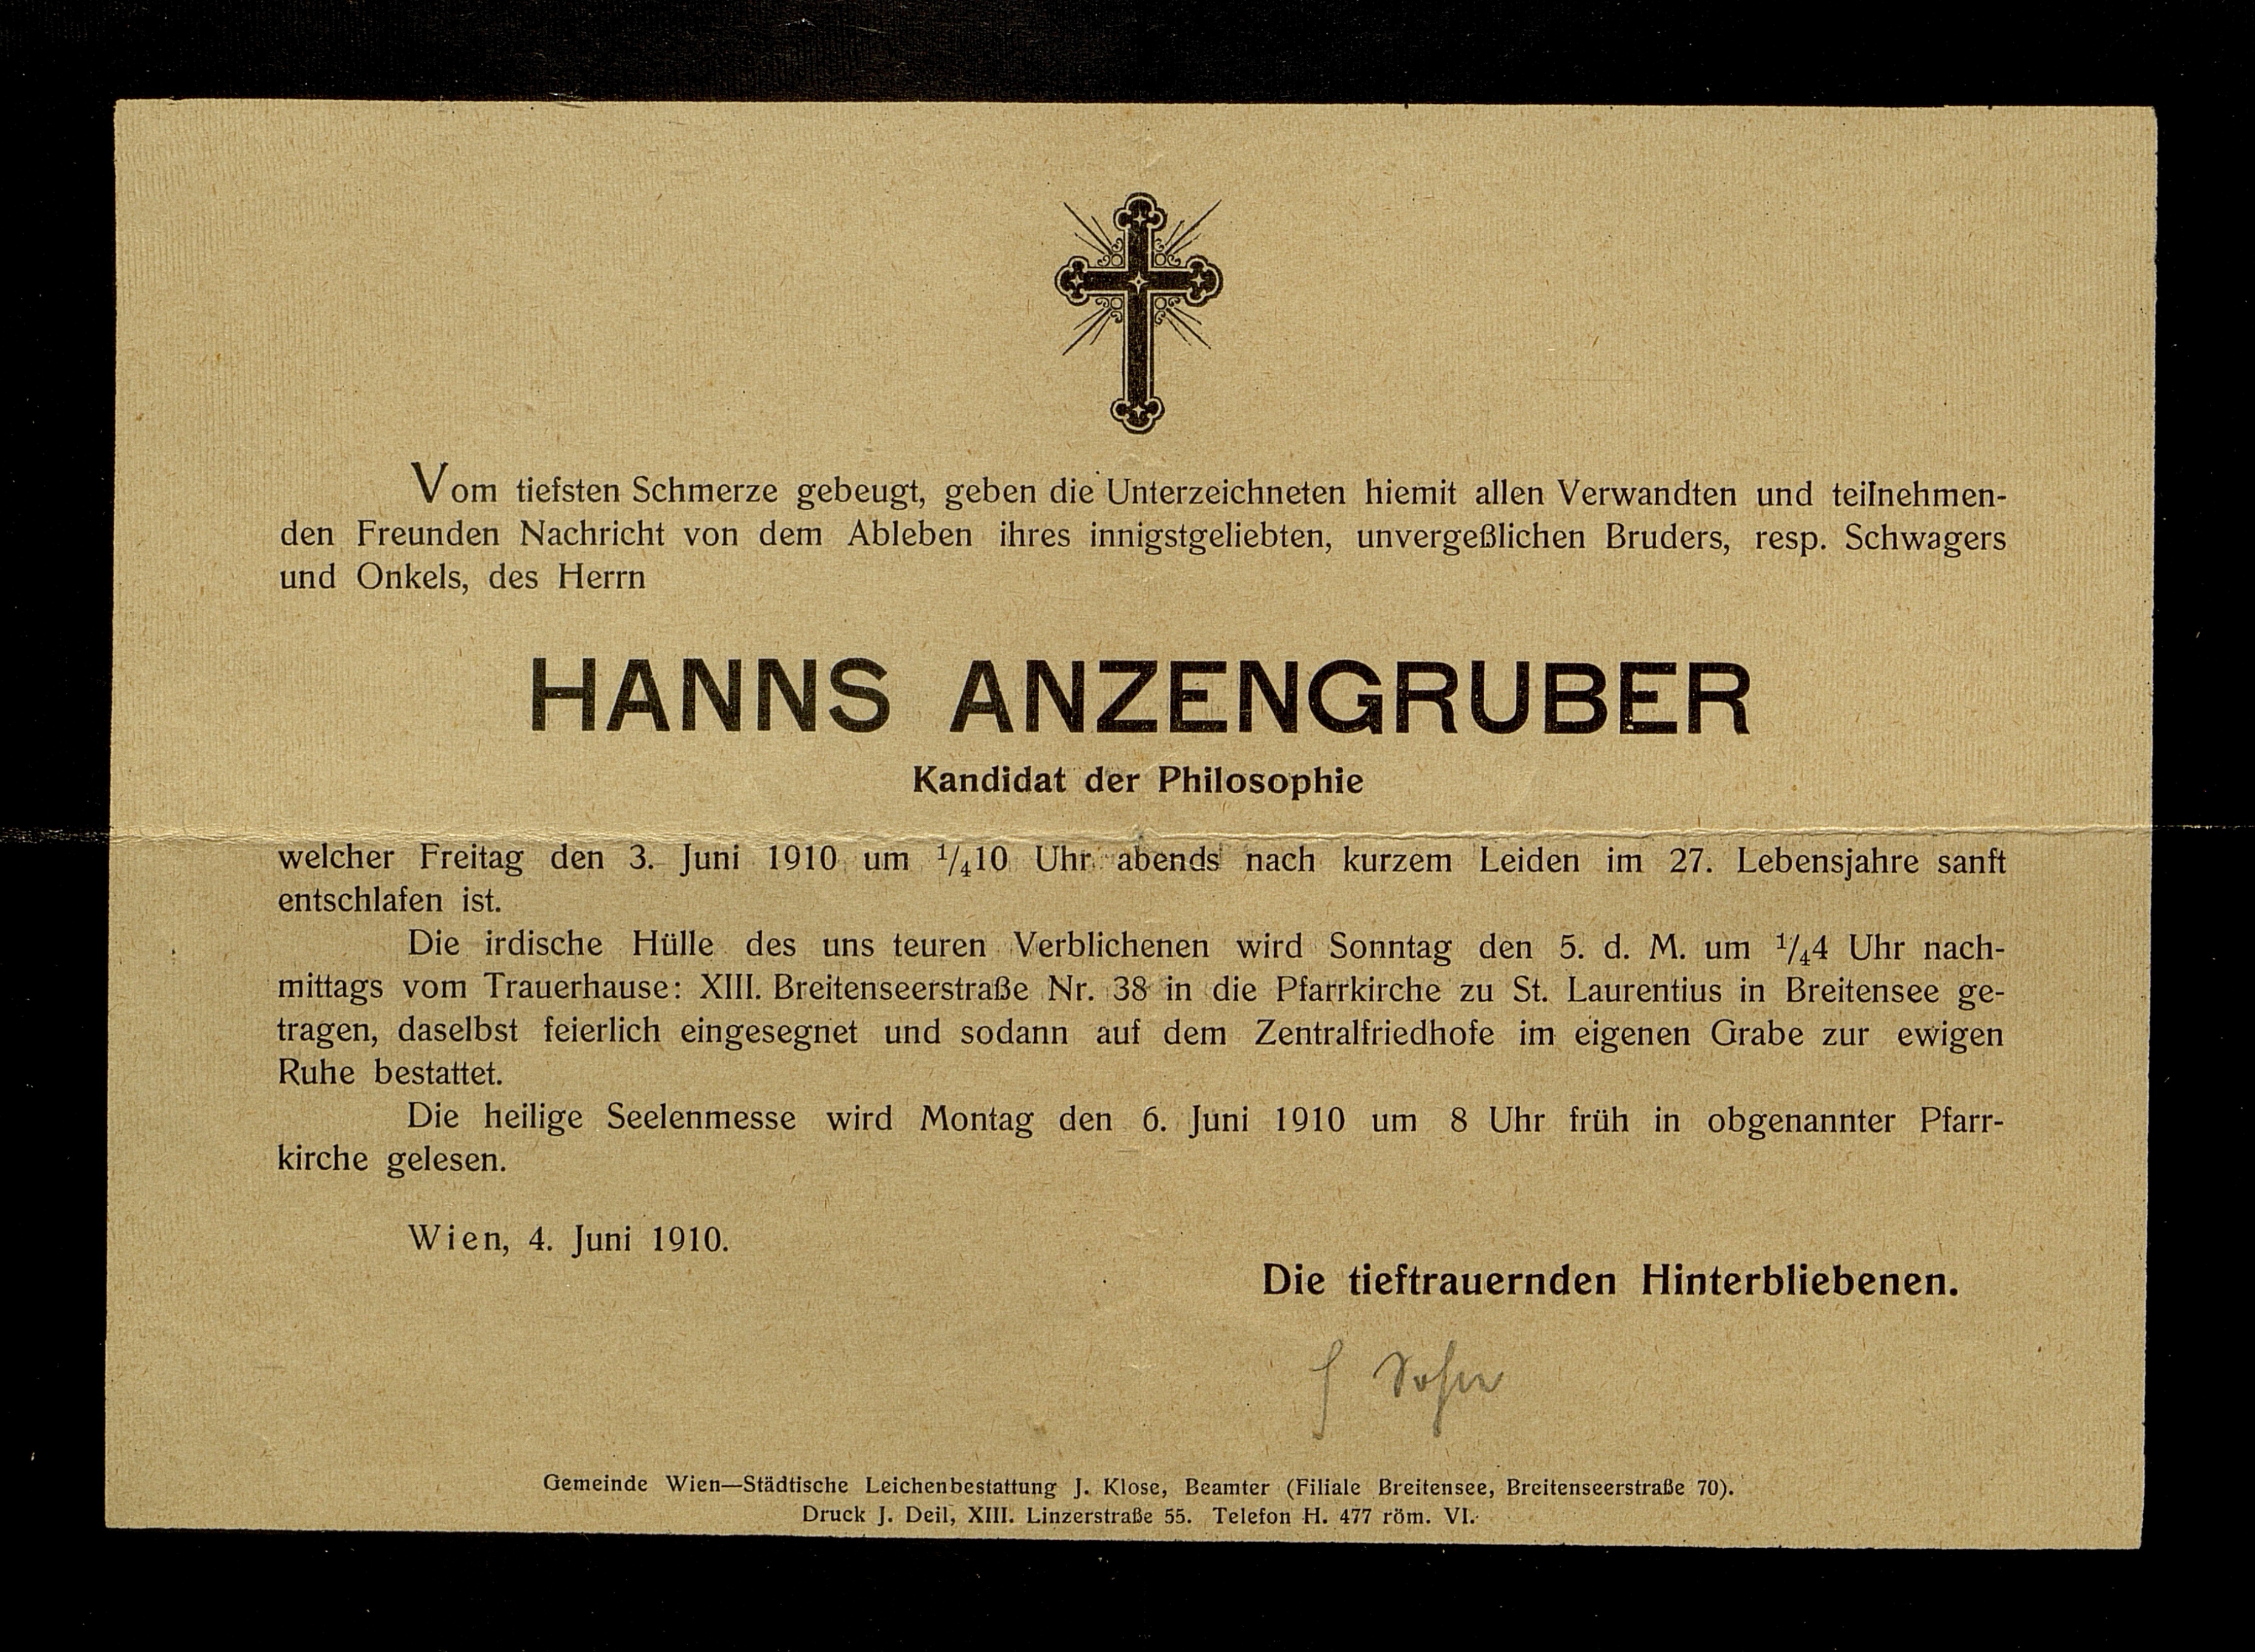 Vom tiefsten Schmerze gebeugt, geben die Unterzeichneten hiemit allen Verwandten und teilnehmen-
den Freunden Nachricht von dem Ableben ihres innigstgeliebten, unvergeßlichen Bruders, resp. Schwagers
und Onkels, des Herrn
HANNS ANZENGRUBER
Kandidat der Philosophie
welcher Freitag den 3. Juni 1910 um 1/410 Uhr abends nach kurzem Leiden im 27. Lebensjahre sanft
entschlafen ist.
Die irdische Hülle des uns teuren Verblichenen wird Sonntag den 5. d. M. um 1/44 Uhr nach-
mittags vom Trauerhause: XIII. Breitenseerstraße Nr. 38 in die Pfarrkirche zu St. Laurentius in Breitensee ge-
tragen, daselbst feierlich eingesegnet und sodann auf dem Zentralfriedhofe im eigenen Grabe zur ewigen
Ruhe bestattet.
Die heilige Seelenmesse wird Montag den 6. Juni 1910 um 8 Uhr früh in obgenannter Pfarr-
kirche gelesen.
Wien, 4. Juni 1910.
Die tieftrauernden Hinterbliebenen.
Sohn
Gemeinde Wien—Städtische Leichenbestattung J. Klose, Beamter (Filiale Breitensee, Breitenseerstraße 70).
Druck J. Deil, XIII. Linzerstraße 55. Telefon H. 477 röm. VI.